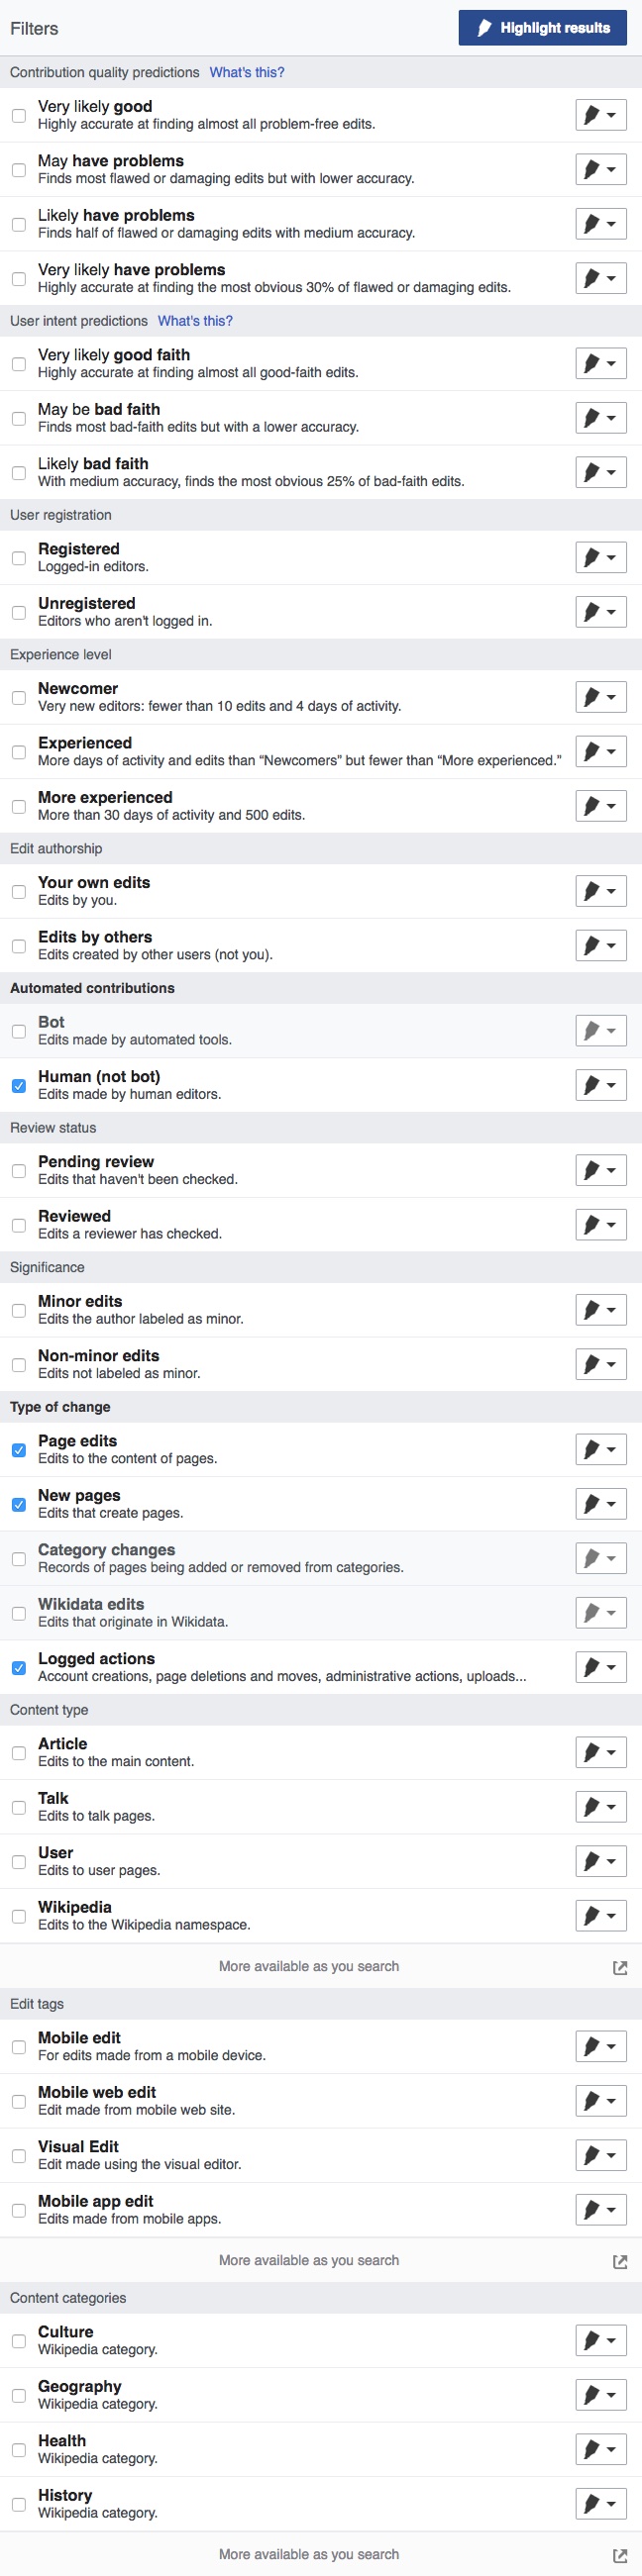 Filters
Highlight results
Contribution quality predictions What's this?
Very likely good
Highly accurate at finding almost all problem-free edits.
May have problems
Finds most flawed or damaging edits but with lower accuracy.
Likely have problems
Finds half of flawed or damaging edits with medium accuracy.
Very likely have problems
Highly accurate at finding the most obvious 30% of flawed or damaging edits.
User intent predictions What's this?
Very likely good faith
Highly accurate at finding almost all good-faith edits.
May be bad faith
Finds most bad-faith edits but with a lower accuracy.
Likely bad faith
With medium accuracy, finds the most obvious 25% of bad-faith edits.
User registration
Registered
Logged-in editors.
Unregistered
Editors who aren't logged in.
Experience level
Newcomer
Very new editors: fewer than 10 edits and 4 days of activity.
Experienced
More days of activity and edits than “Newcomers” but fewer than “More experienced.”
More experienced
More than 30 days of activity and 500 edits.
Edit authorship
Your own edits
Edits by you.
Edits by others
Edits created by other users (not you).
Automated contributions
Bot
Edits made by automated tools.
Human (not bot)
Edits made by human editors.
Review status
Pending review
Edits that haven't been checked.
Reviewed
Edits a reviewer has checked.
Significance
Minor edits
Edits the author labeled as minor.
Non-minor edits
Edits not labeled as minor.
Type of change
Page edits
Edits to the content of pages.
New pages
Edits that create pages.
Category changes
Records of pages being added or removed from categories.
Wikidata edits
Edits that originate in Wikidata.
Logged actions
Account creations, page deletions and moves, administrative actions, uploads...
Content type
Article
Edits to the main content.
Talk
Edits to talk pages.
User
Edits to user pages.
Wikipedia
Edits to the Wikipedia namespace.
More available as you search
Edit tags
Mobile edit
For edits made from a mobile device.
Mobile web edit
Edit made from mobile web site.
Visual Edit
Edit made using the visual editor.
Mobile app edit
Edits made from mobile apps.
More available as you search
Content categories
Culture
Wikipedia category.
Geography
Wikipedia category.
Health
Wikipedia category.
History
Wikipedia category.
More available as you search